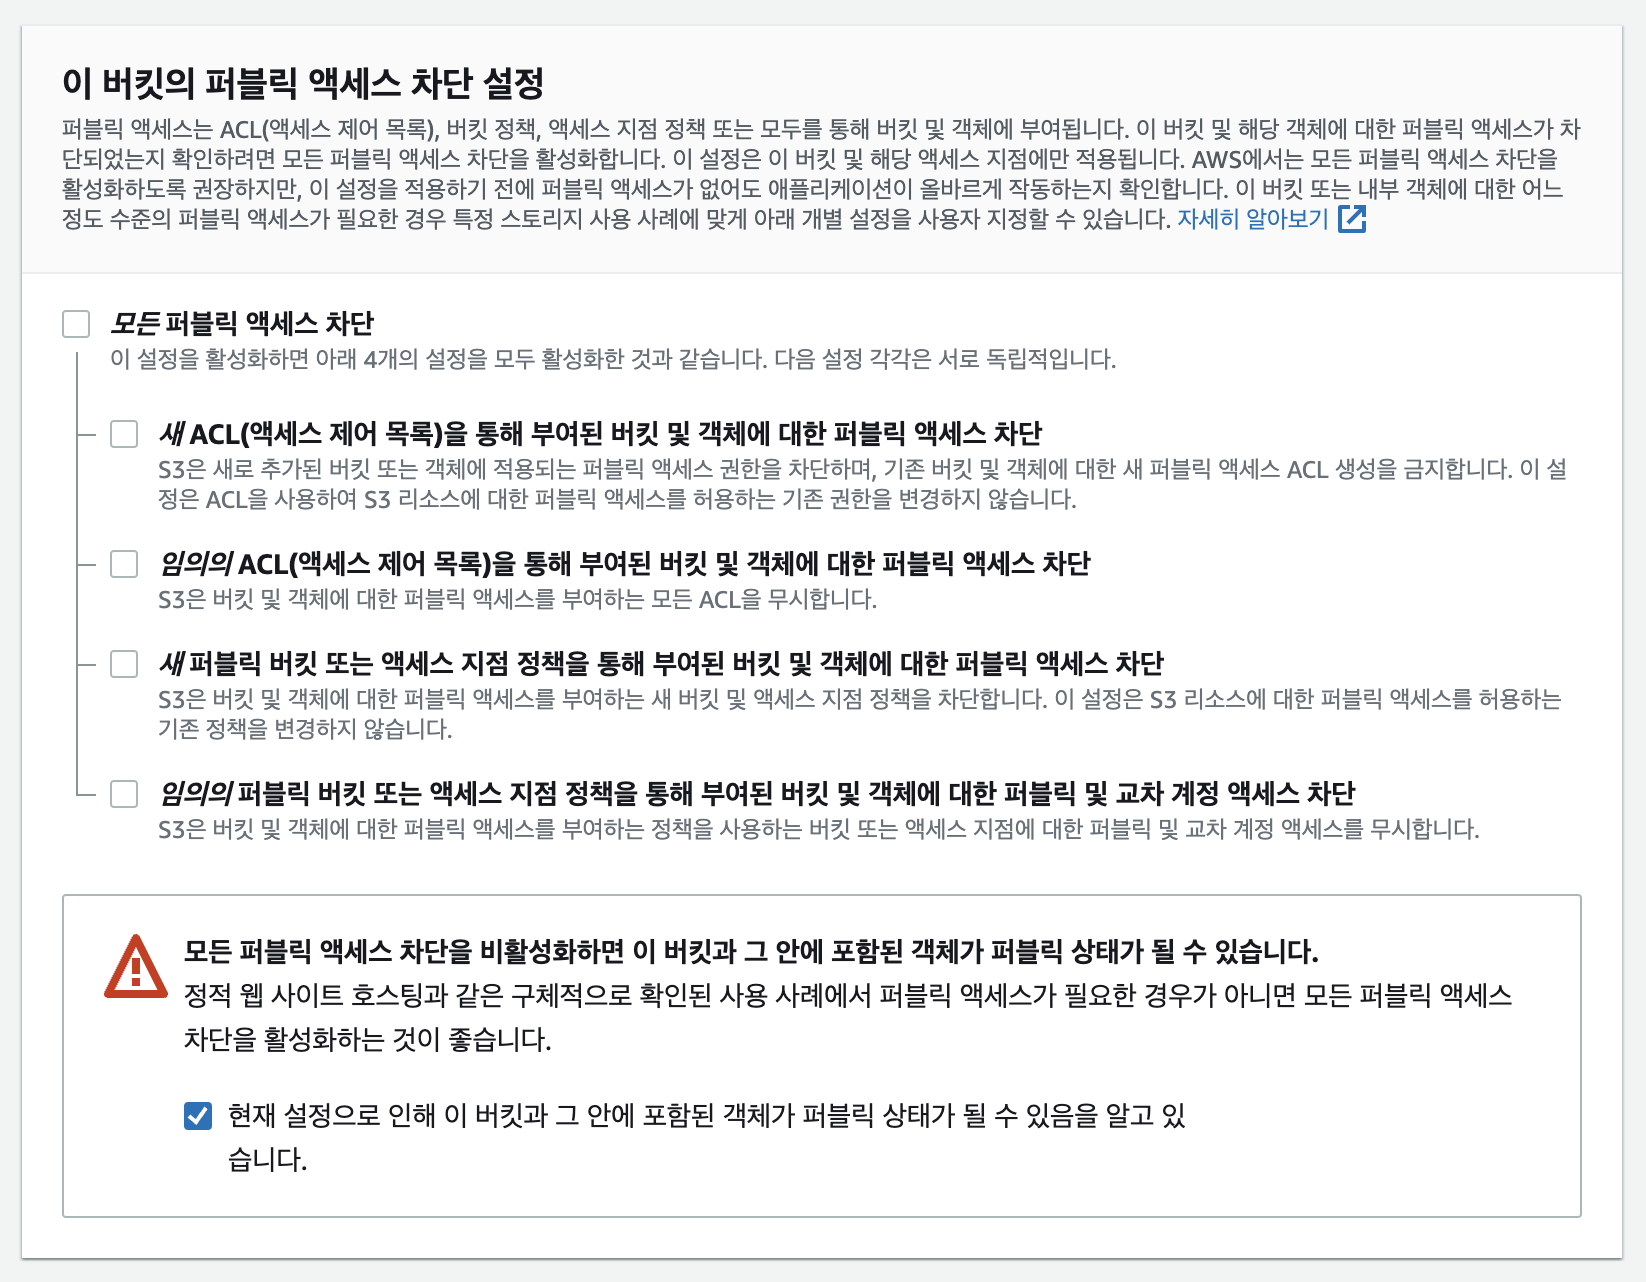 이 버킷의 퍼블릭 액세스 차단 설정
퍼블릭 액세스는 ACL(액세스 제어 목록), 버킷 정책, 액세스 지점 정책 또는 모두를 통해 버킷 및 객체에 부여됩니다. 이 버킷 및 해당 객체에 대한 퍼블릭 액세스가 차
단되었는지 확인하려면 모든 퍼블릭 액세스 차단을 활성화합니다. 이 설정은 이 버킷 및 해당 액세스 지점에만 적용됩니다. AWS에서는 모든 퍼블릭 액세스 차단을
활성화하도록 권장하지만, 이 설정을 적용하기 전에 퍼블릭 액세스가 없어도 애플리케이션이 올바르게 작동하는지 확인합니다. 이 버킷 또는 내부 객체에 대한 어느
정도 수준의 퍼블릭 액세스가 필요한 경우 특정 스토리지 사용 사례에 맞게 아래 개별 설정을 사용자 지정할 수 있습니다. 자세히 알아보기
모든 퍼블릭 액세스 차단
이 설정을 활성화하면 아래 4개의 설정을 모두 활성화한 것과 같습니다. 다음 설정 각각은 서로 독립적입니다.
새 ACL(액세스 제어 목록)을 통해 부여된 버킷 및 객체에 대한 퍼블릭 액세스 차단
S3은 새로 추가된 버킷 또는 객체에 적용되는 퍼블릭 액세스 권한을 차단하며, 기존 버킷 및 객체에 대한 새 퍼블릭 액세스 ACL 생성을 금지합니다. 이 설
정은 ACL을 사용하여 S3 리소스에 대한 퍼블릭 액세스를 허용하는 기존 권한을 변경하지 않습니다.
임의의 ACL(액세스 제어 목록)을 통해 부여된 버킷 및 객체에 대한 퍼블릭 액세스 차단
S3은 버킷 및 객체에 대한 퍼블릭 액세스를 부여하는 모든 ACL을 무시합니다.
새 퍼블릭 버킷 또는 액세스 지점 정책을 통해 부여된 버킷 및 객체에 대한 퍼블릭 액세스 차단
S3은 버킷 및 객체에 대한 퍼블릭 액세스를 부여하는 새 버킷 및 액세스 지점 정책을 차단합니다. 이 설정은 S3 리소스에 대한 퍼블릭 액세스를 허용하는
기존 정책을 변경하지 않습니다.
임의의 퍼블릭 버킷 또는 액세스 지점 정책을 통해 부여된 버킷 및 객체에 대한 퍼블릭 및 교차 계정 액세스 차단
S3은 버킷 및 객체에 대한 퍼블릭 액세스를 부여하는 정책을 사용하는 버킷 또는 액세스 지점에 대한 퍼블릭 및 교차 계정 액세스를 무시합니다.
모든 퍼블릭 액세스 차단을 비활성화하면 이 버킷과 그 안에 포함된 객체가 퍼블릭 상태가 될 수 있습니다.
정적 웹 사이트 호스팅과 같은 구체적으로 확인된 사용 사례에서 퍼블릭 액세스가 필요한 경우가 아니면 모든 퍼블릭 액세스
차단을 활성화하는 것이 좋습니다.
현재 설정으로 인해 이 버킷과 그 안에 포함된 객체가 퍼블릭 상태가 될 수 있음을 알고 있
습니다.